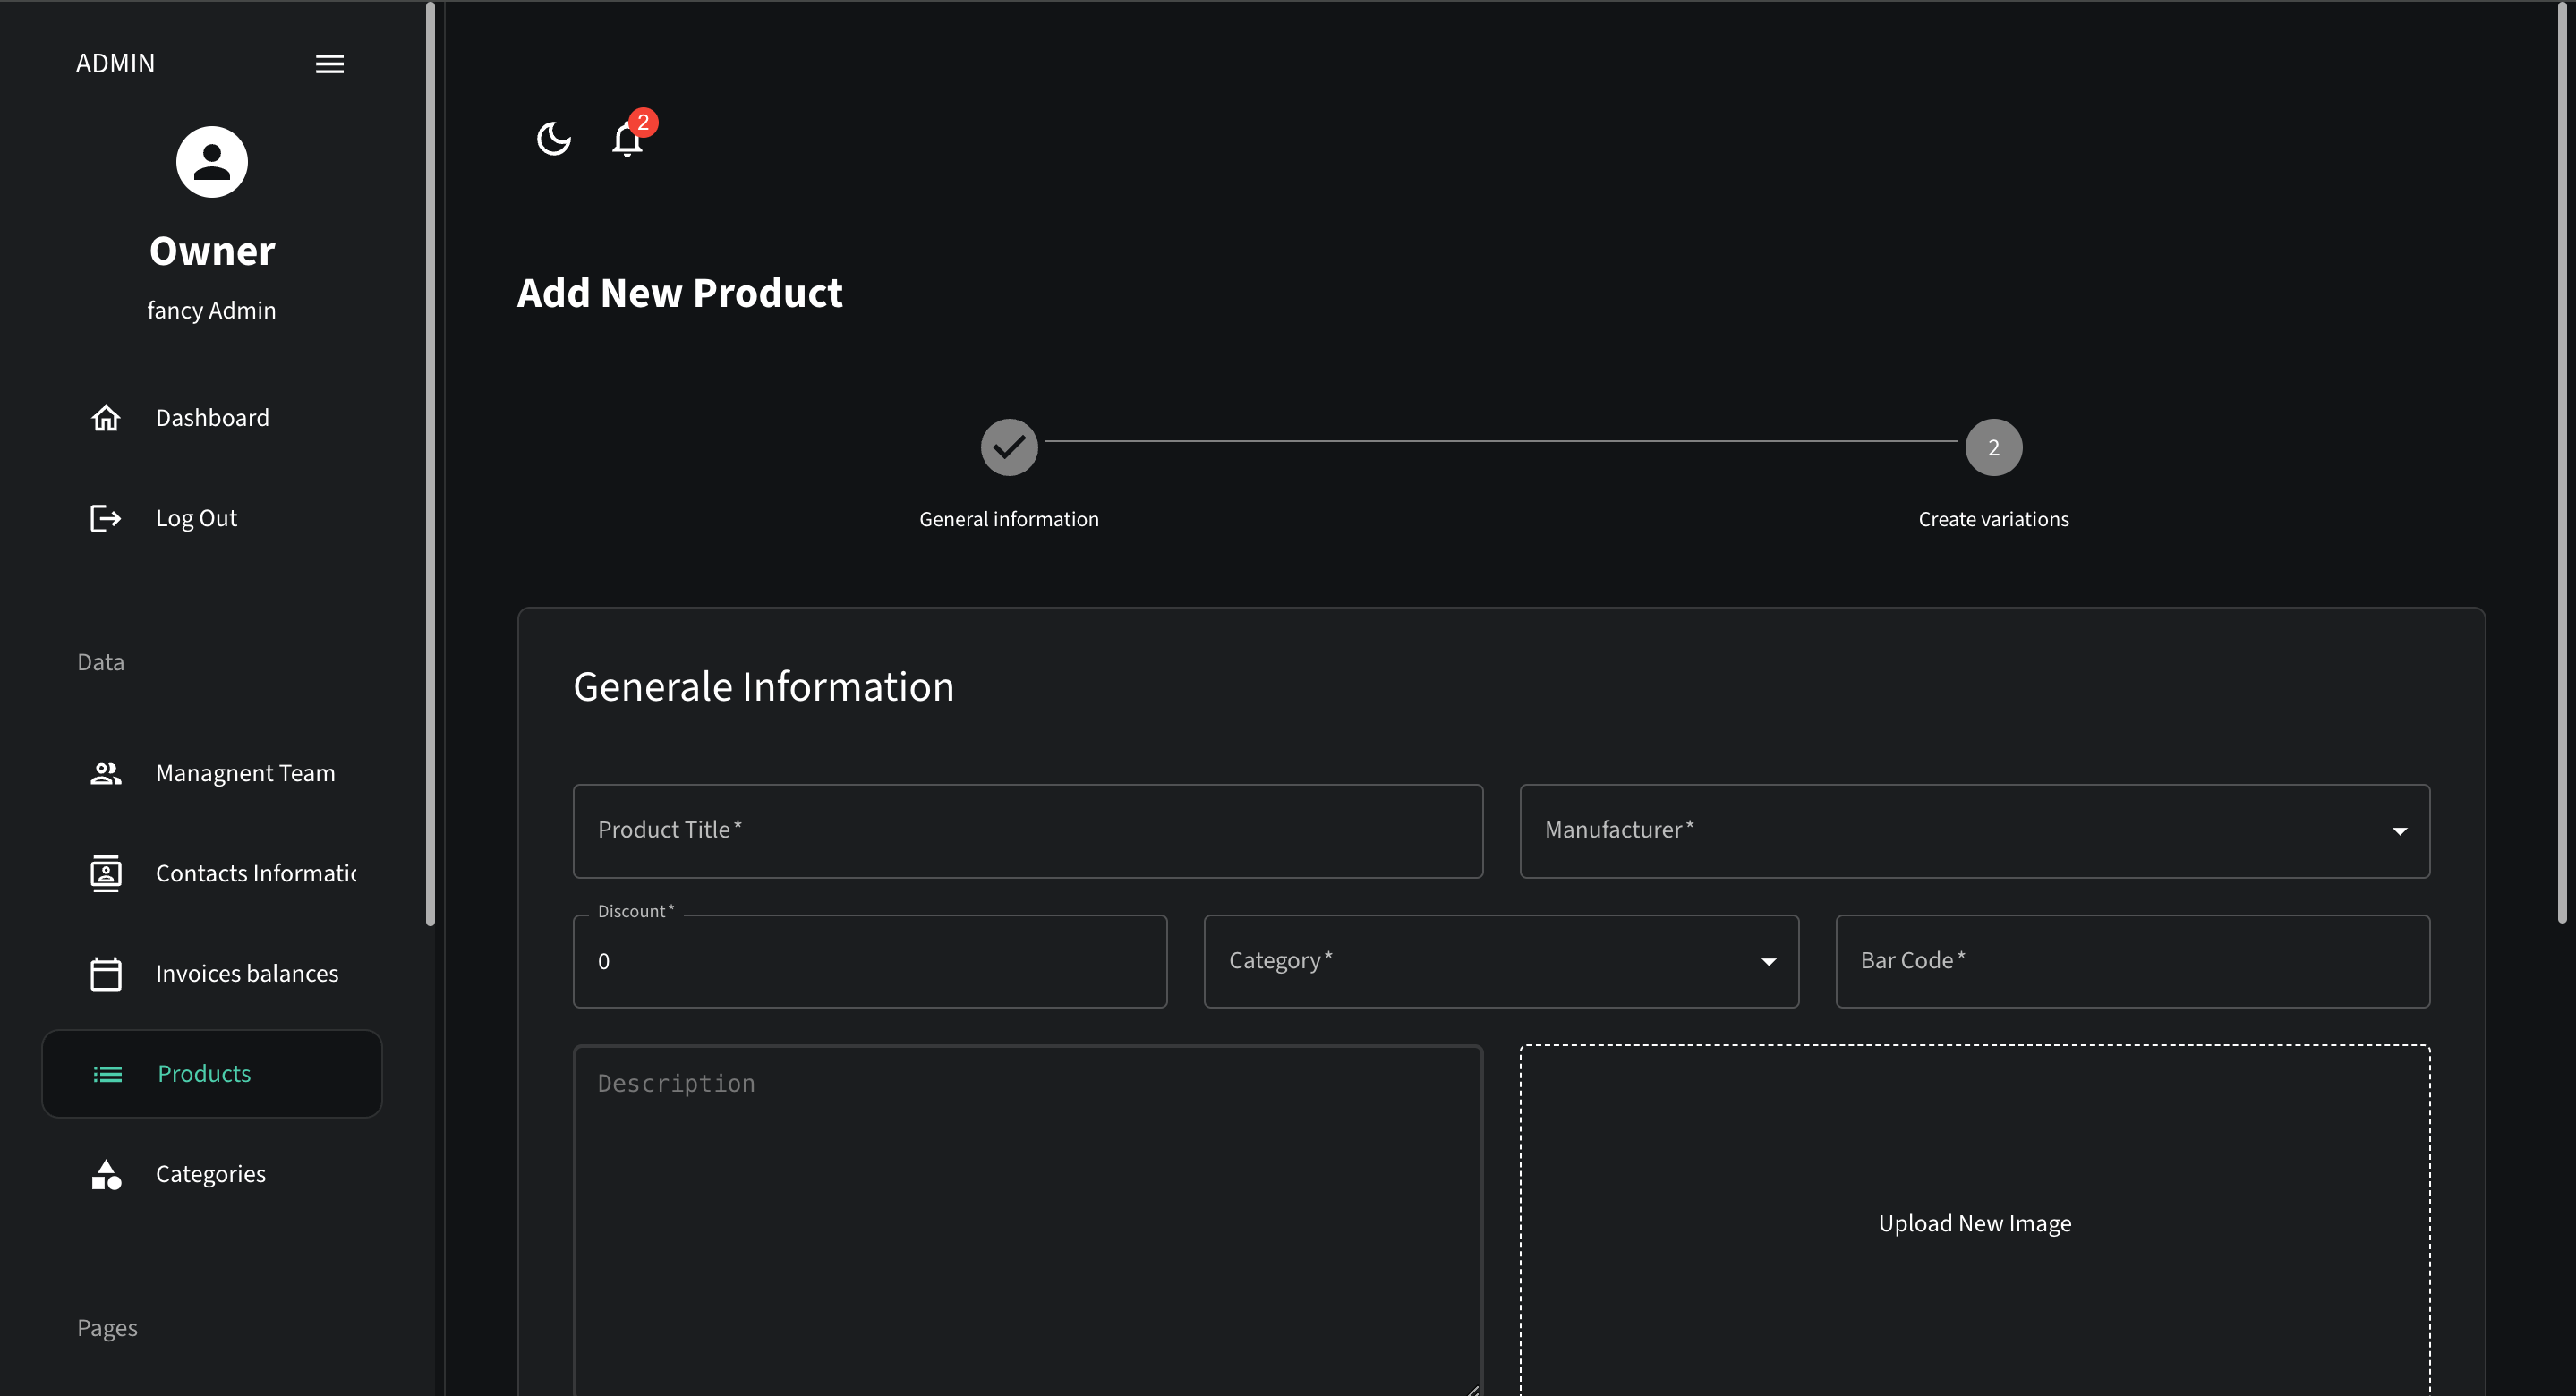 ADMIN
Owner
fancy Admin
Dashboard
Log Out
Data
Managnent Team
Contacts Informatic
Invoices balances
Products
Categories
Pages
2
Add New Product
2
General information
Create variations
Generale Information
Product Title *
Manufacturer *
Discount *
0
Category *
Bar Code *
Description
Upload New Image